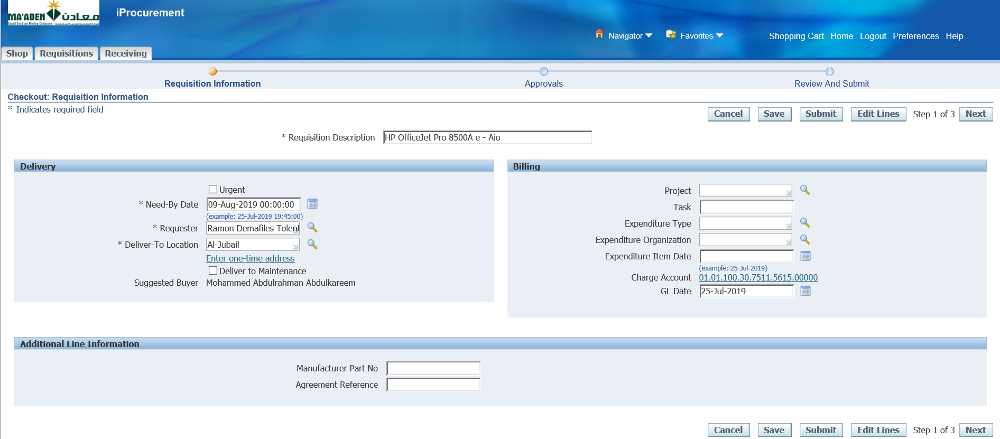 MA'ADEN معادن
Saudi Arabian Mining Company
iProcurement
Navigator
Favorites
Shopping Cart Home Logout Preferences Help
Shop Requisitions Receiving
Requisition Information Approvals Review And Submit
Checkout: Requisition Information
* Indicates required field
Cancel Save Submit Edit Lines Step 1 of 3 Next
* Requisition Description HP OfficeJet Pro 8500A e - Aio
Delivery
Urgent
* Need-By Date 09-Aug-2019 00:00:00
(example: 25-Jul-2019 19:45:00)
* Requester Ramon Demafiles Tolent
* Deliver-To Location Al-Jubail
Enter one-time address
Deliver to Maintenance
Suggested Buyer Mohammed Abdulrahman Abdulkareem
Billing
Project
Task
Expenditure Type
Expenditure Organization
Expenditure Item Date
(example: 25-Jul-2019)
Charge Account 01.01.100.30.7511.5615.00000
GL Date 25-Jul-2019
Additional Line Information
Manufacturer Part No
Agreement Reference
Cancel Save Submit Edit Lines Step 1 of 3 Next